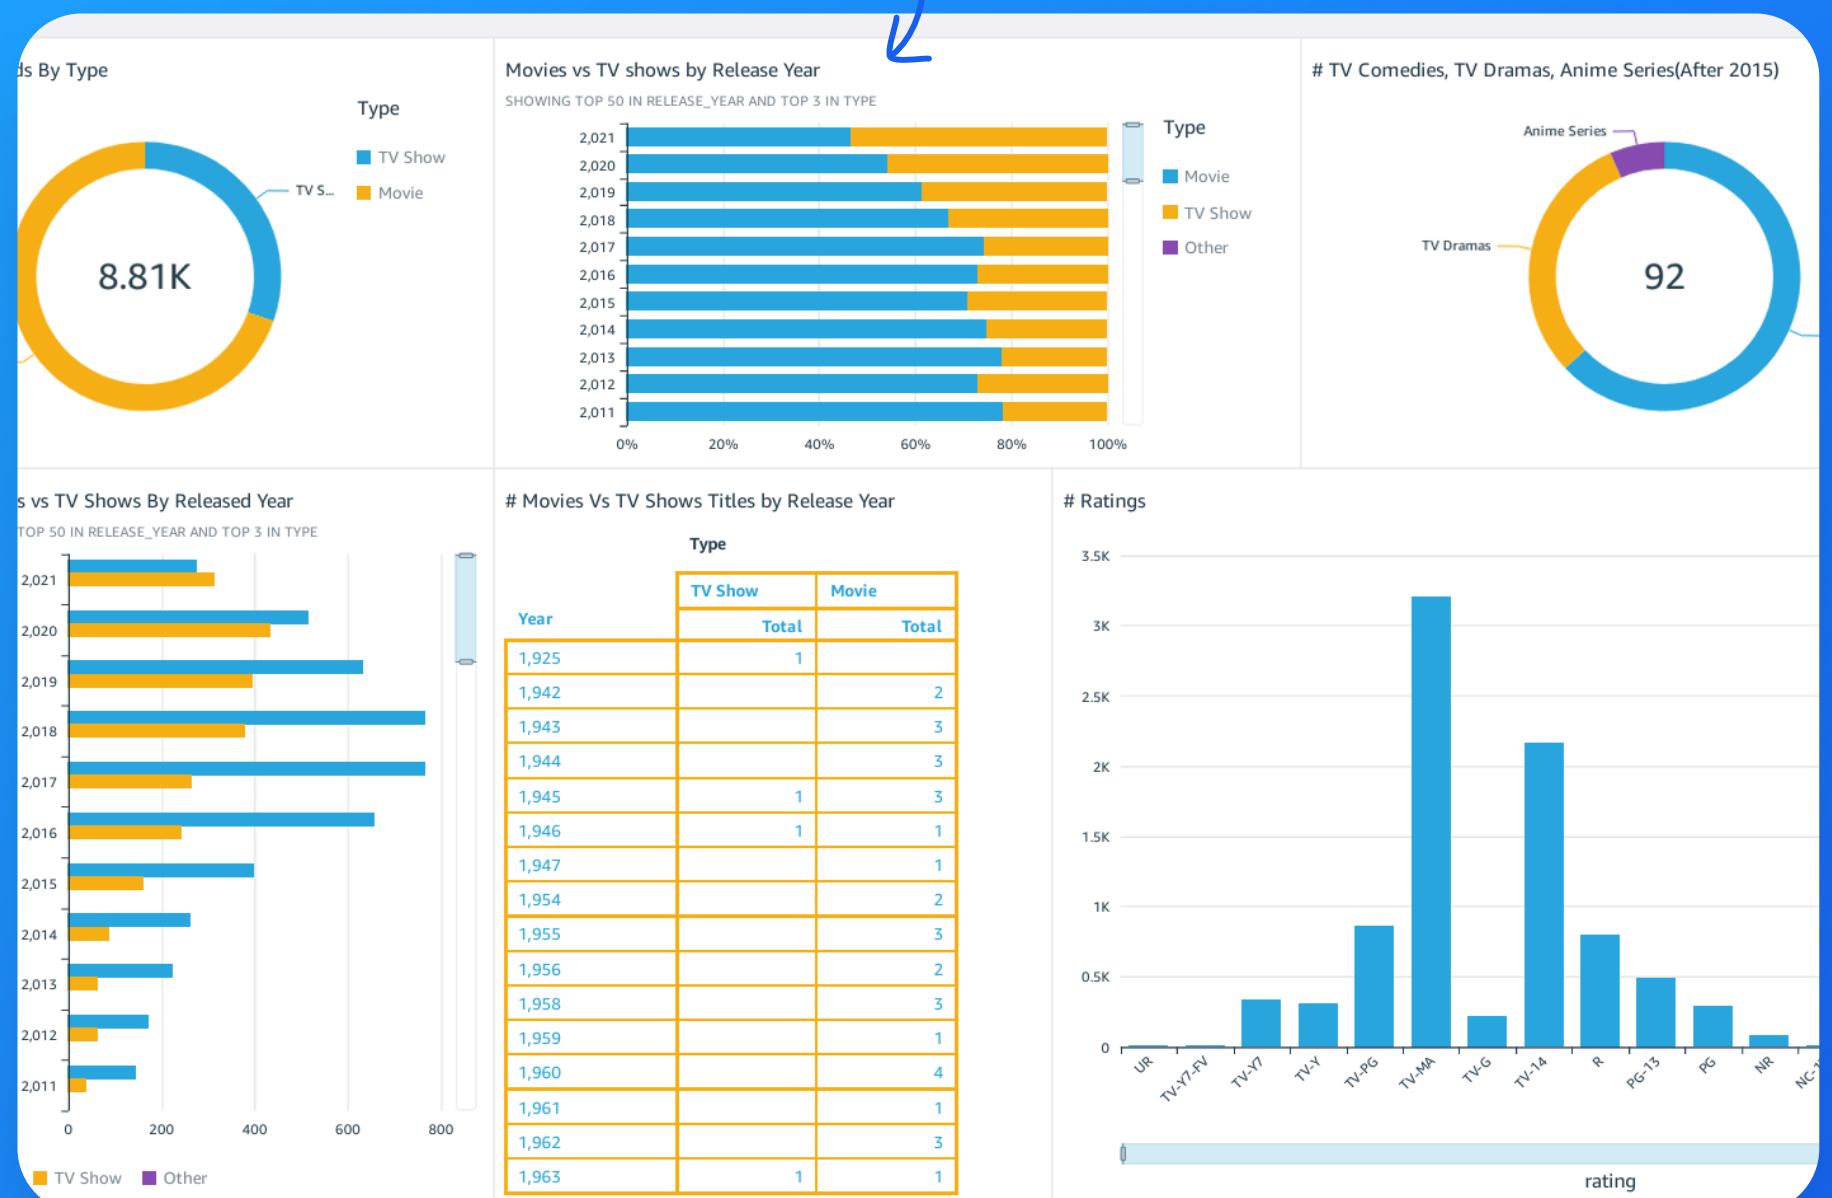 ds By Type
Type
TV Show
Movie
TV S...
8.81K
Movies vs TV shows by Release Year
SHOWING TOP 50 IN RELEASE_YEAR AND TOP 3 IN TYPE
2,021
2,020
2,019
2,018
2,017
2,016
2,015
2,014
2,013
2,012
2,011
0% 20% 40% 60% 80% 100%
Type
Movie
TV Show
Other
# TV Comedies, TV Dramas, Anime Series(After 2015)
Anime Series
TV Dramas
92
s vs TV Shows By Released Year
TOP 50 IN RELEASE_YEAR AND TOP 3 IN TYPE
2,021
2,020
2,019
2,018
2,017
2,016
2,015
2,014
2,013
2,012
2,011
0 200 400 600 800
TV Show Other
# Movies Vs TV Shows Titles by Release Year
Type
TV Show Movie
Year Total Total
1,925 1
1,942 2
1,943 3
1,944 3
1,945 1 3
1,946 1 1
1,947 1
1,954 2
1,955 3
1,956 2
1,958 3
1,959 1
1,960 4
1,961 1
1,962 3
1,963 1 1
# Ratings
3.5K
3K
2.5K
2K
1.5K
1K
0.5K
0
UR TV-Y7-FV TV-Y7 TV-Y TV-PG TV-MA TV-G TV-14 R PG-13 PG NR NC-1
rating